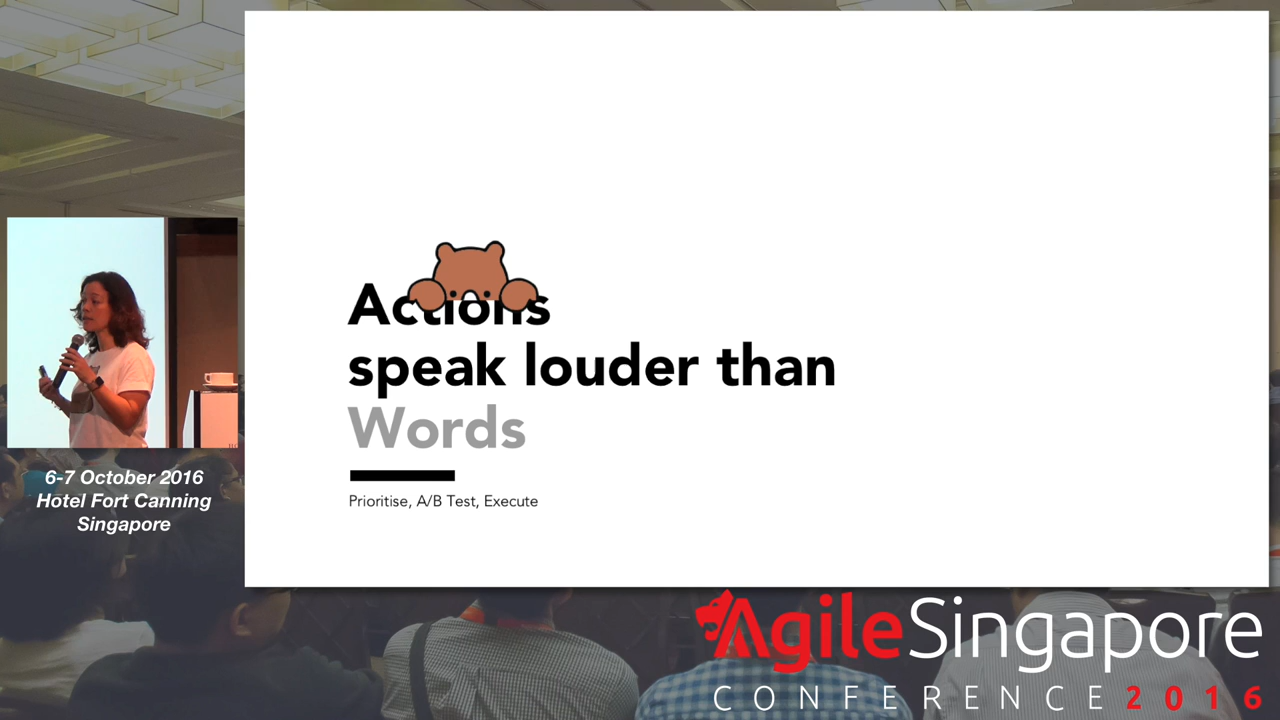 Actions
speak louder than
Words
Prioritise, A/B Test, Execute
6-7 October 2016
Hotel Fort Canning
Singapore
AgileSingapore
CONFERENCE 2016